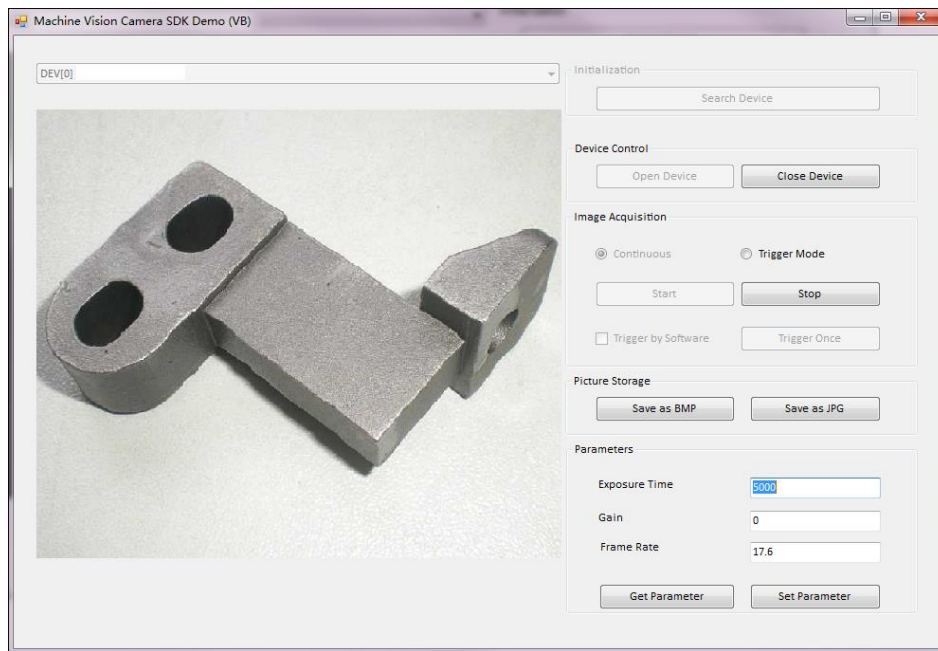 Machine Vision Camera SDK Demo (VB)
DEV[0]
Initialization
Search Device
Device Control
Open Device
Close Device
Image Acquisition
Continuous
Trigger Mode
Start
Stop
Trigger by Software
Trigger Once
Picture Storage
Save as BMP
Save as JPG
Parameters
Exposure Time
5000
Gain
0
Frame Rate
17.6
Get Parameter
Set Parameter